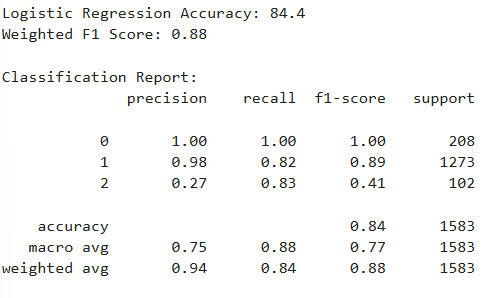 Logistic Regression Accuracy: 84.4
Weighted F1 Score: 0.88
Classification Report:
precision recall f1-score support
0 1.00 1.00 1.00 208
1 0.98 0.82 0.89 1273
2 0.27 0.83 0.41 102
accuracy 0.84 1583
macro avg 0.75 0.88 0.77 1583
weighted avg 0.94 0.84 0.88 1583